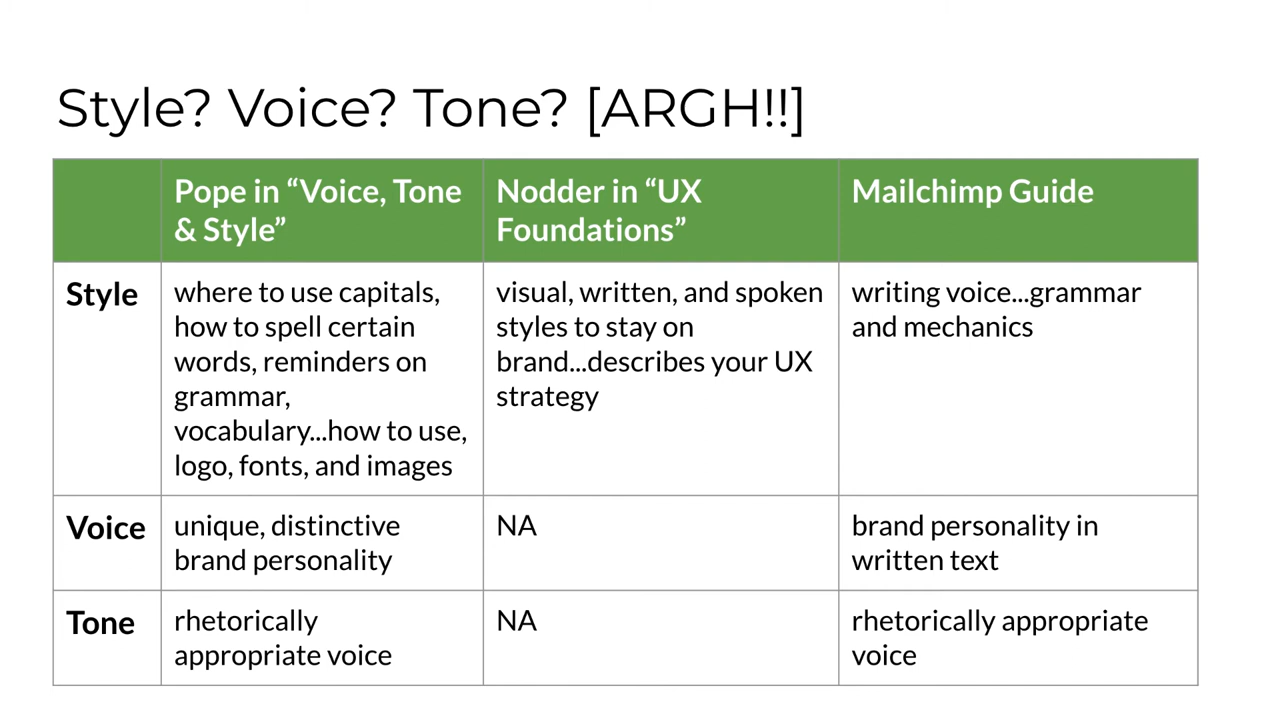 Style? Voice? Tone? [ARGH!!]
Pope in “Voice, Tone
& Style”
Nodder in “UX
Foundations”
Mailchimp Guide
Style
where to use capitals,
how to spell certain
words, reminders on
grammar,
vocabulary...how to use,
logo, fonts, and images
visual, written, and spoken
styles to stay on
brand...describes your UX
strategy
writing voice...grammar
and mechanics
Voice
unique, distinctive
brand personality
NA
brand personality in
written text
Tone
rhetorically
appropriate voice
NA
rhetorically appropriate
voice